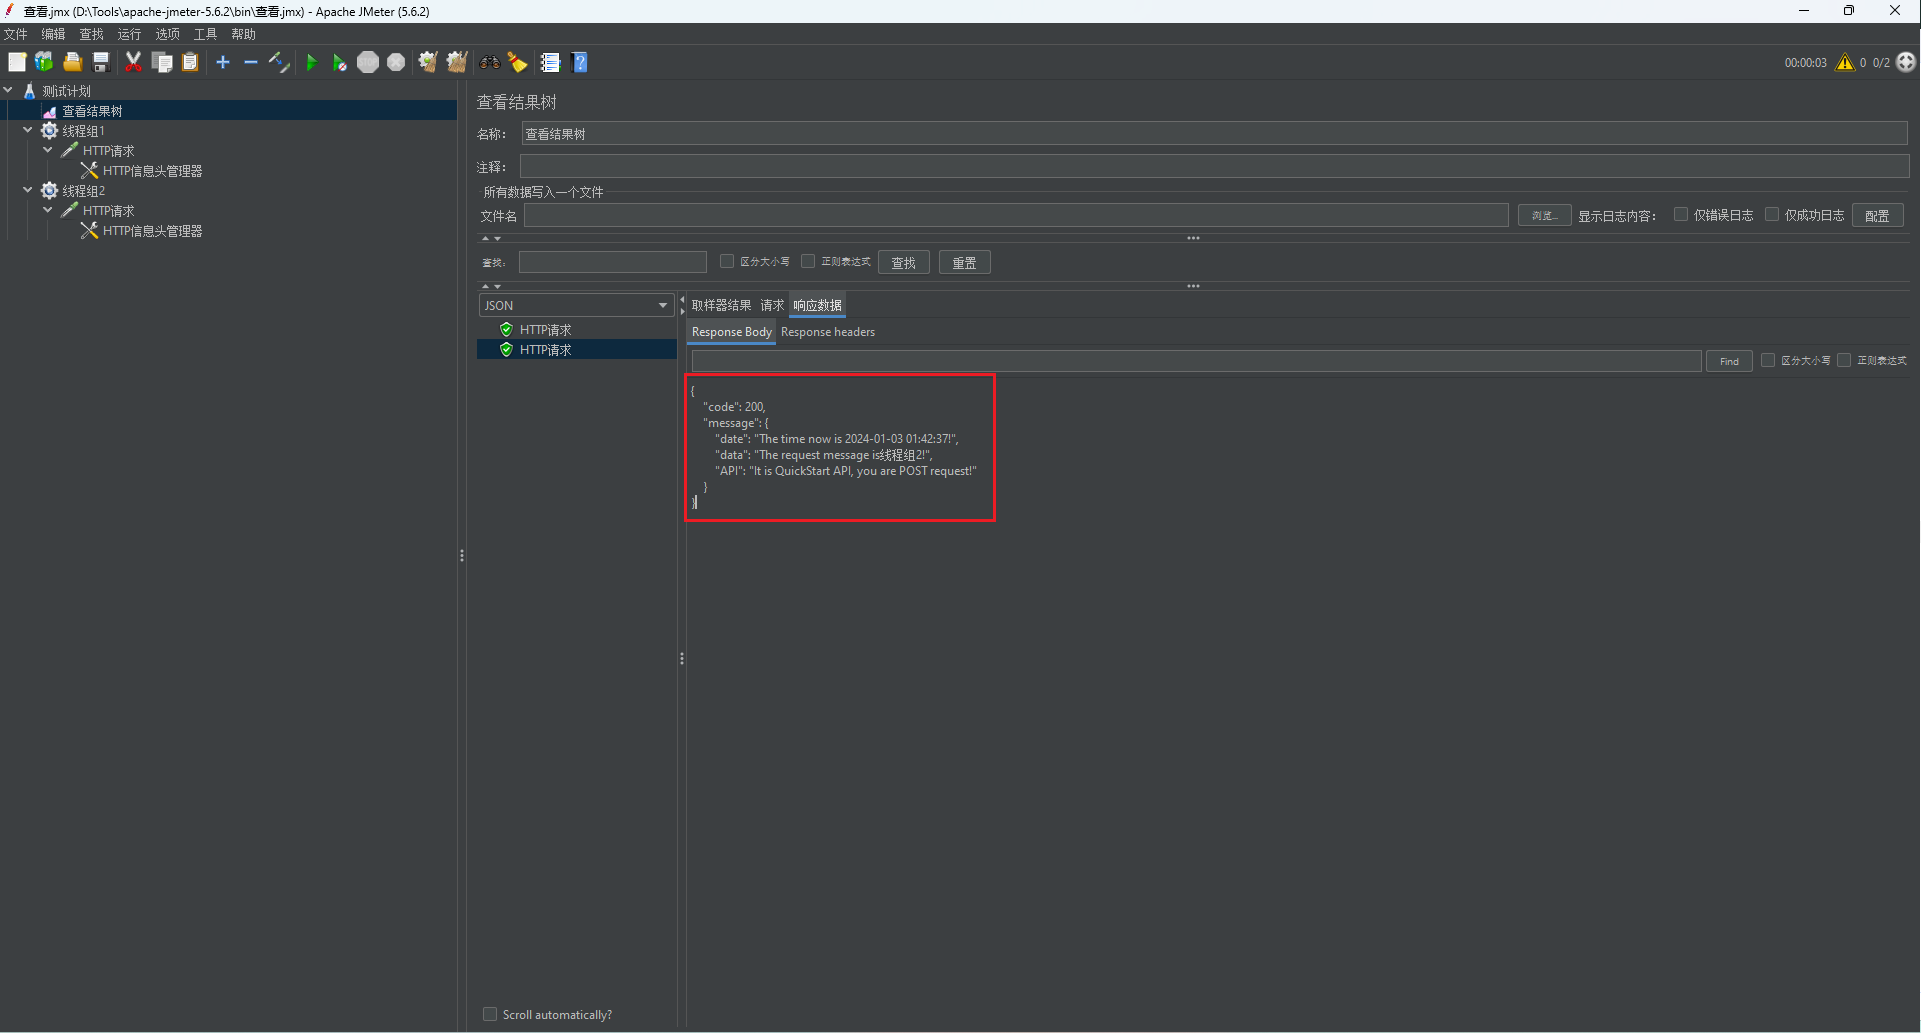 查看.jmx (D:\Tools\apache-jmeter-5.6.2\bin\查看.jmx) - Apache JMeter (5.6.2)
文件 编辑 查找 运行 选项 工具 帮助
STOP
00:00:03 0 0/2
测试计划
查看结果树
线程组1
HTTP请求
HTTP信息头管理器
线程组2
HTTP请求
HTTP信息头管理器
查看结果树
名称： 查看结果树
注释：
所有数据写入一个文件
文件名 浏览... 显示日志内容： 仅错误日志 仅成功日志 配置
查找: 区分大小写 正则表达式 查找 重置
JSON
HTTP请求
HTTP请求
Scroll automatically?
取样器结果 请求 响应数据
Response Body Response headers
Find 区分大小写 正则表达式
{
"code": 200,
"message": {
"date": "The time now is 2024-01-03 01:42:37!",
"data": "The request message is线程组2!",
"API": "It is QuickStart API, you are POST request!"
}
}